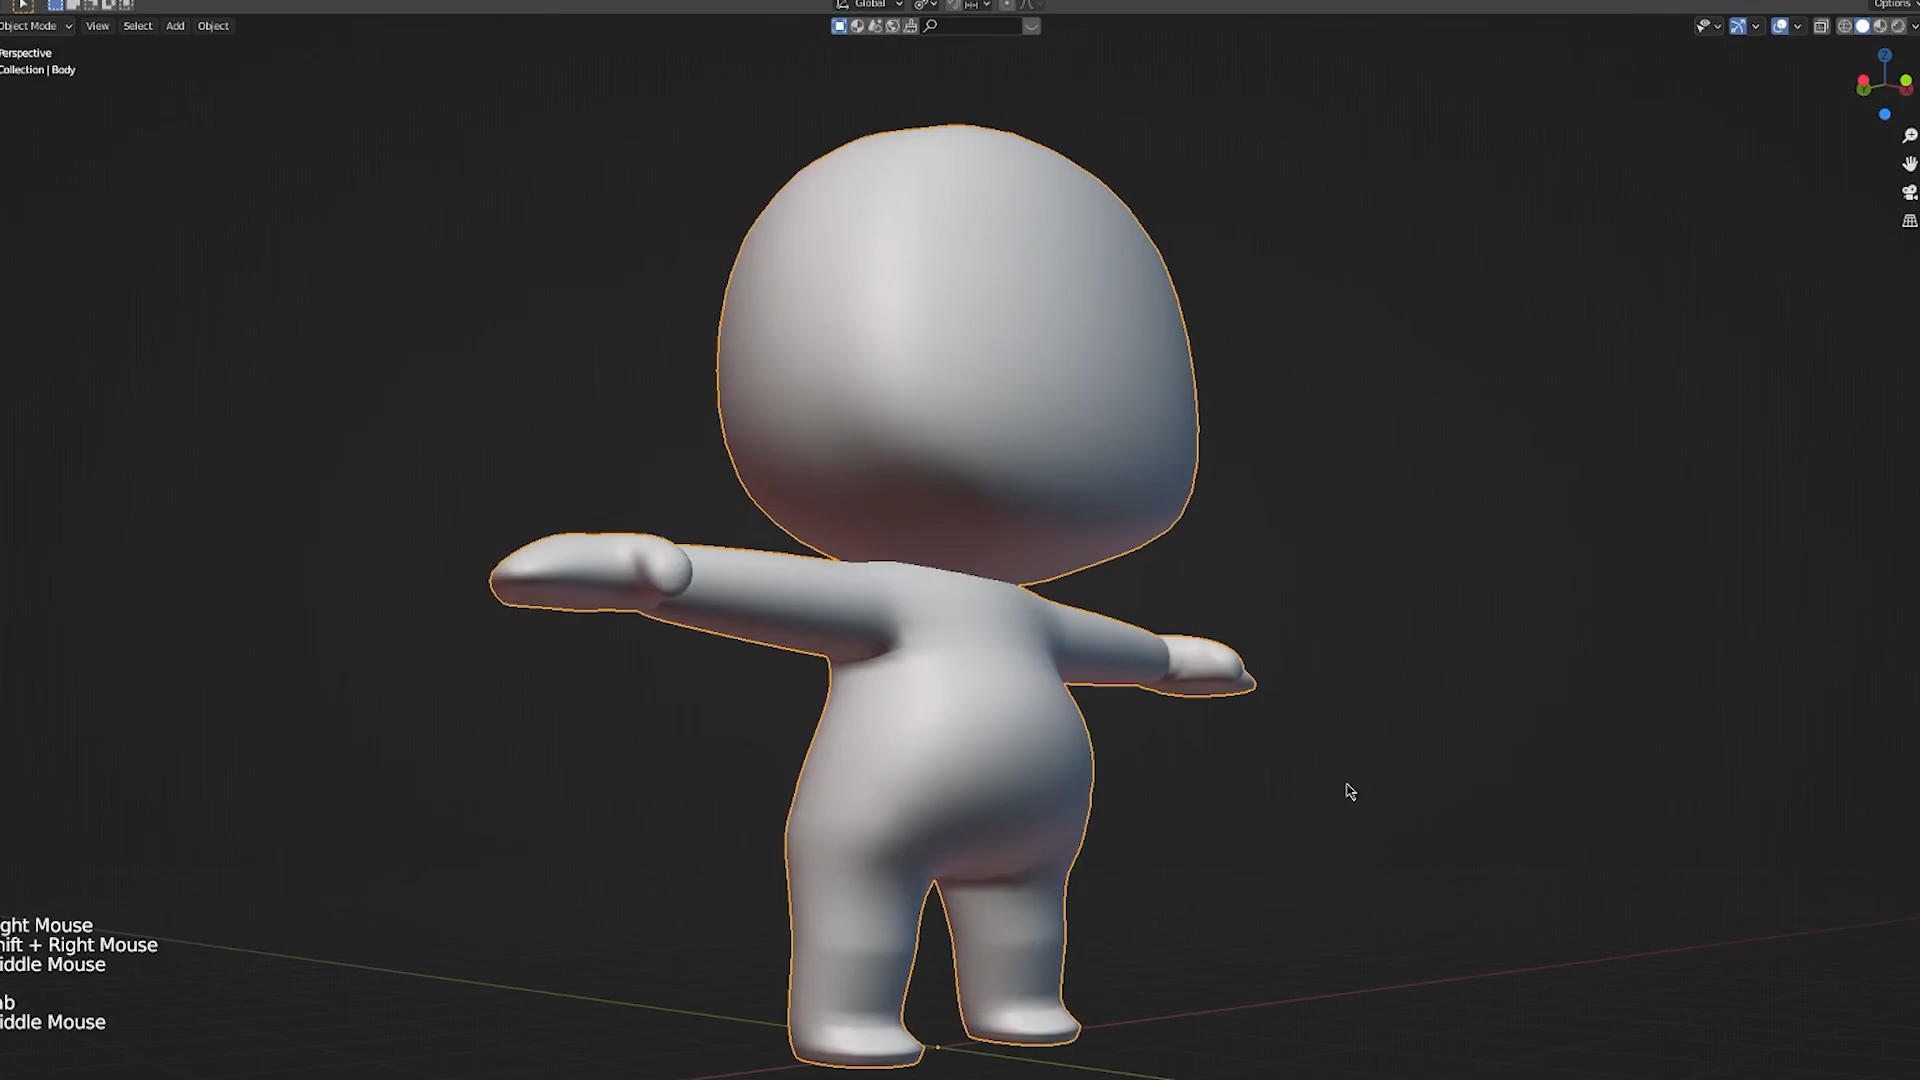 Global
Options
Object Mode View Select Add Object
Perspective
Collection | Body
Z
ght Mouse
hift + Right Mouse
iddle Mouse
ab
iddle Mouse